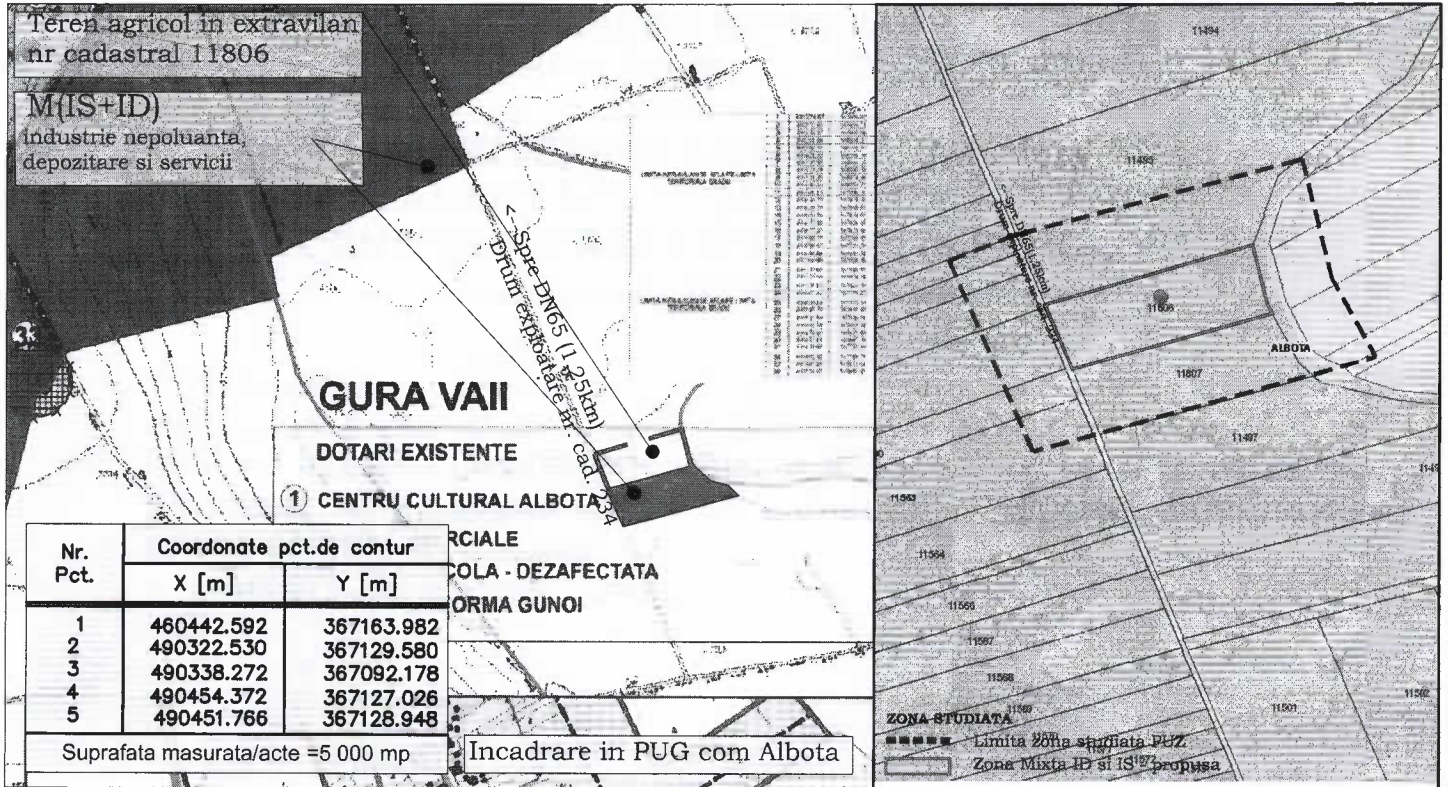 Teren agricol in extravilan
nr cadastral 11806
M(IS+ID)
industrie nepoluanta,
depozitare si servicii
<- Spre DN65 (1.25km)
Drum exploatare nr. cad. 234
GURA VAII
DOTARI EXISTENTE
1 CENTRU CULTURAL ALBOTA
RCIALE
COLA - DEZAFECTATA
ORMA GUNOI
Nr. Pct. Coordonate pct.de contur
X [m] Y [m]
1 460442.592 367163.982
2 490322.530 367129.580
3 490338.272 367092.178
4 490454.372 367127.026
5 490451.766 367128.948
Suprafata masurata/acte =5 000 mp
Incadrare in PUG com Albota
11494
11495
11806
ALBOTA
11807
11497
11563
11564
11566
11567
11568
11501
11502
ZONA STUDIATA
Limita zona studiata PUZ
Zona Mixta ID si IS propusa